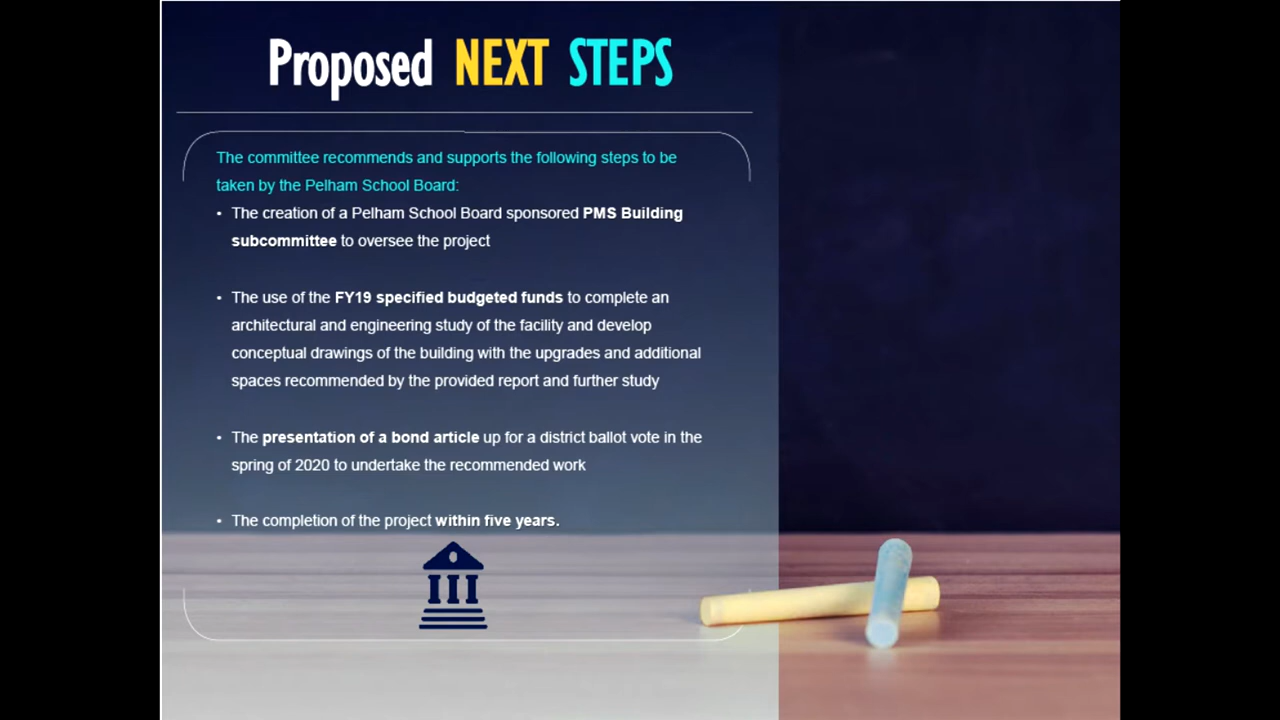 Proposed NEXT STEPS
The committee recommends and supports the following steps to be
taken by the Pelham School Board:
• The creation of a Pelham School Board sponsored PMS Building
subcommittee to oversee the project
• The use of the FY19 specified budgeted funds to complete an
architectural and engineering study of the facility and develop
conceptual drawings of the building with the upgrades and additional
spaces recommended by the provided report and further study
• The presentation of a bond article up for a district ballot vote in the
spring of 2020 to undertake the recommended work
• The completion of the project within five years.